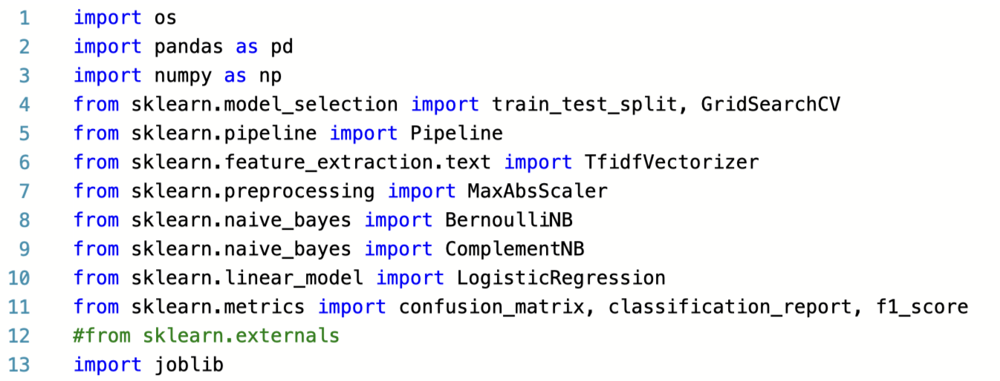 1 import os
2 import pandas as pd
3 import numpy as np
4 from sklearn.model_selection import train_test_split, GridSearchCV
5 from sklearn.pipeline import Pipeline
6 from sklearn.feature_extraction.text import TfidfVectorizer
7 from sklearn.preprocessing import MaxAbsScaler
8 from sklearn.naive_bayes import BernoulliNB
9 from sklearn.naive_bayes import ComplementNB
10 from sklearn.linear_model import LogisticRegression
11 from sklearn.metrics import confusion_matrix, classification_report, f1_score
12 #from sklearn.externals
13 import joblib